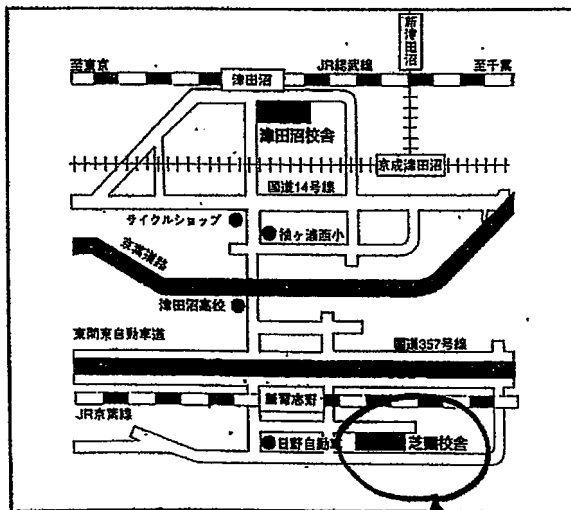 新津田沼
至東京
津田沼
JR総武線
至千葉
津田沼校舎
京成津田沼
国道14号線
サイクルショップ
袖ヶ浦西小
京葉道路
津田沼高校
東関東自動車道
国道357号線
新習志野
JR京葉線
日野自動車
芝園校舎